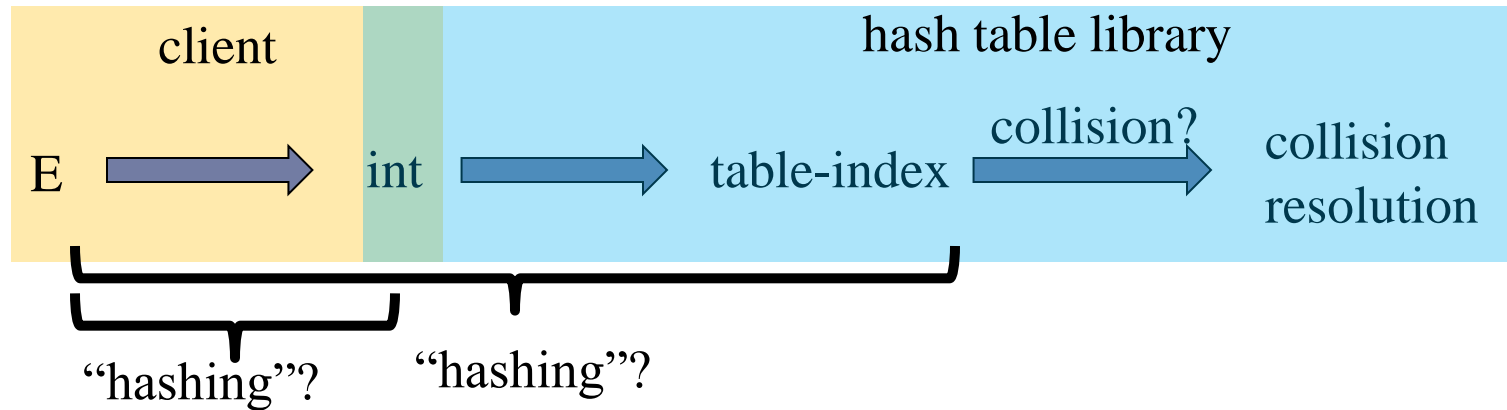 client
hash table library
E
int
table-index
collision?
collision
resolution
“hashing”?
“hashing”?